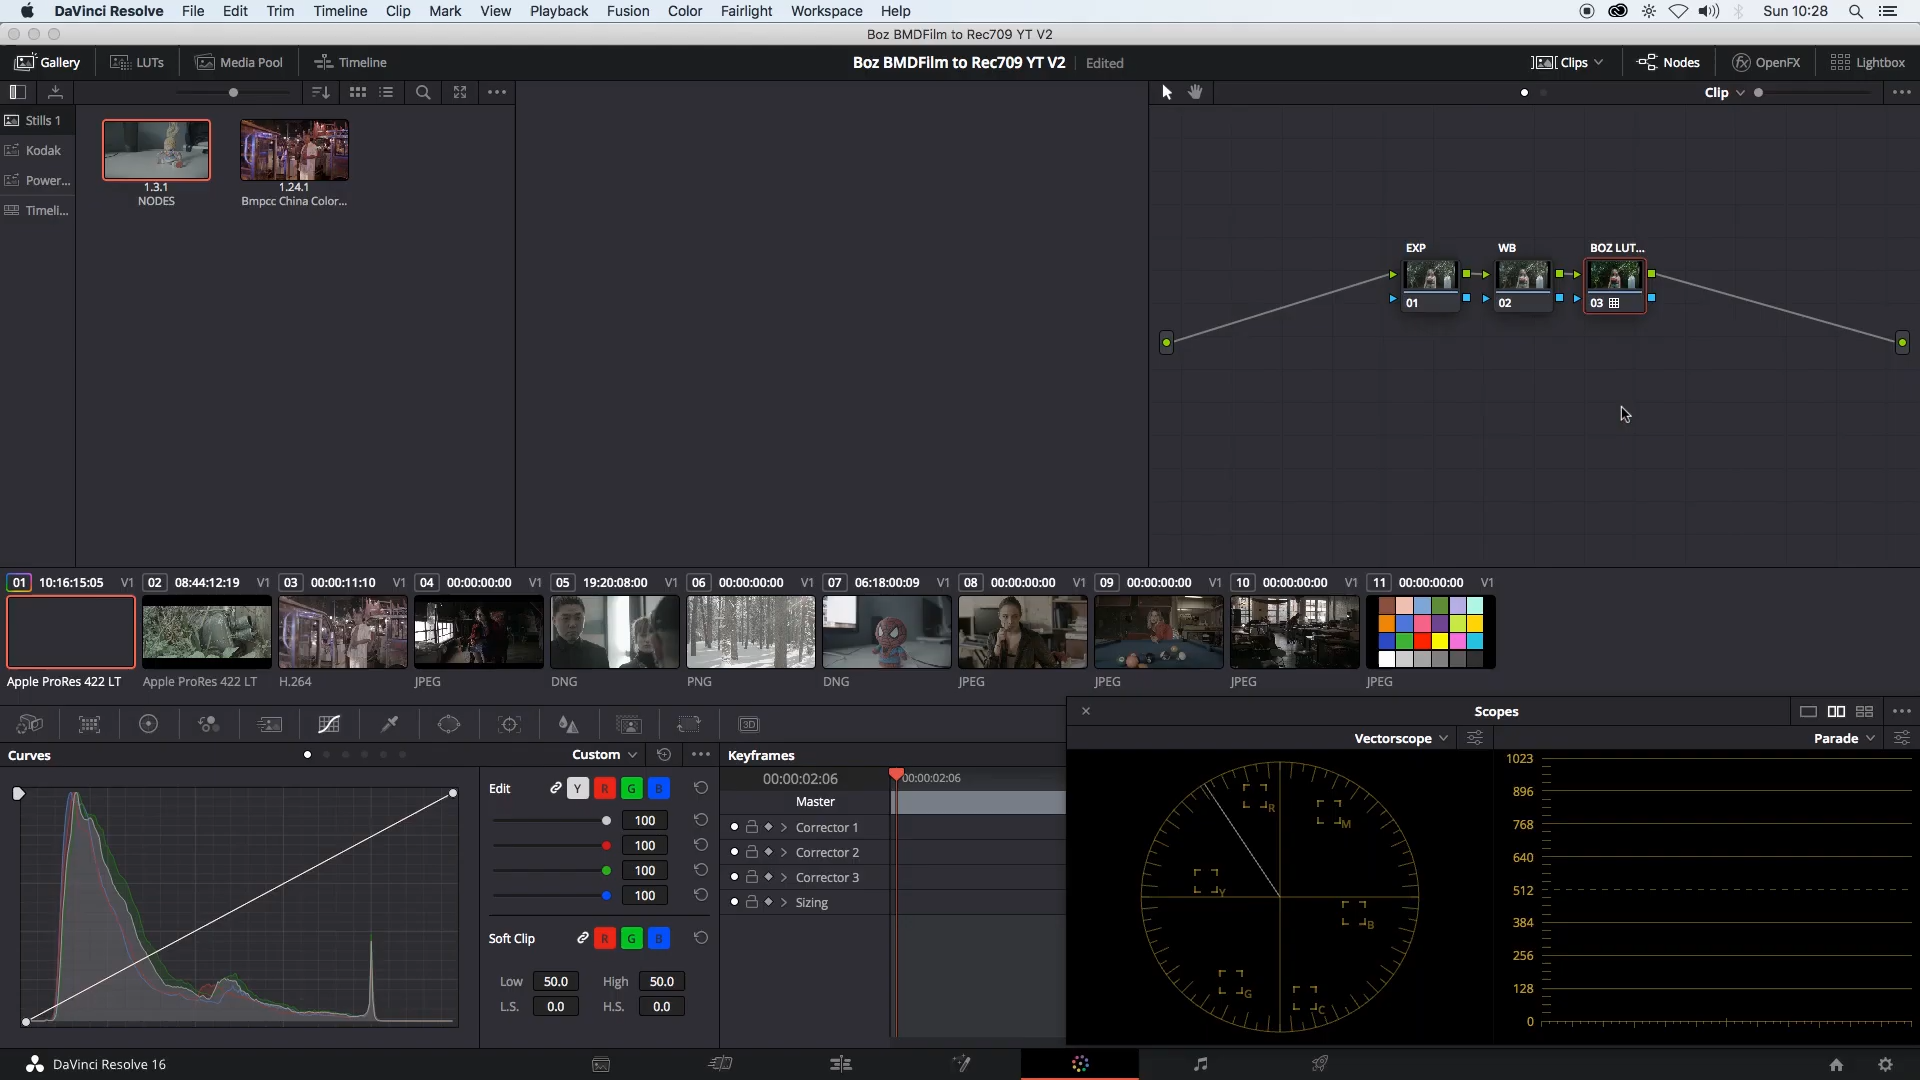 DaVinci Resolve File Edit Trim Timeline Clip Mark View Playback Fusion Color Fairlight Workspace Help Sun 10:28
Boz BMDFilm to Rec709 YT V2
Gallery LUTs Media Pool Timeline Boz BMDFilm to Rec709 YT V2 Edited Clips Nodes OpenFX Lightbox
Clip
Stills 1
Kodak
Power...
Timeli...
1.3.1
NODES
1.24.1
Bmpcc China Color...
EXP WB BOZ LUT...
01 02 03
01 10:16:15:05 V1 02 08:44:12:19 V1 03 00:00:11:10 V1 04 00:00:00:00 V1 05 19:20:08:00 V1 06 00:00:00:00 V1 07 06:18:00:09 V1 08 00:00:00:00 V1 09 00:00:00:00 V1 10 00:00:00:00 V1 11 00:00:00:00 V1
Apple ProRes 422 LT Apple ProRes 422 LT H.264 JPEG DNG PNG DNG JPEG JPEG JPEG JPEG
3D
Curves Custom
Edit Y R G B
100
100
100
100
Soft Clip R G B
Low 50.0 High 50.0
L.S. 0.0 H.S. 0.0
Keyframes
00:00:02:06 00:00:02:06
Master
Corrector 1
Corrector 2
Corrector 3
Sizing
Scopes
Vectorscope Parade
R
M
Y
B
G
C
1023
896
768
640
512
384
256
128
0
DaVinci Resolve 16